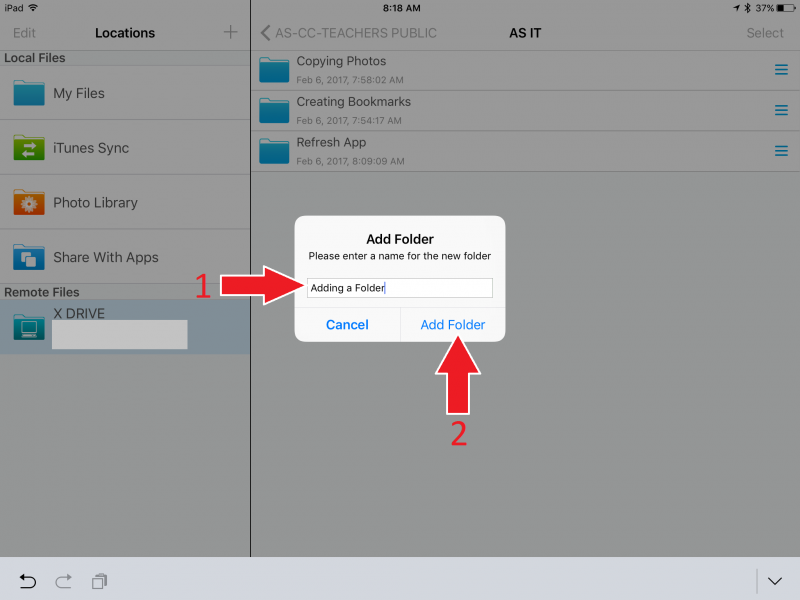 iPad 8:18 AM 37%
Edit Locations
AS-CC-TEACHERS PUBLIC AS IT Select
Local Files
My Files
iTunes Sync
Photo Library
Share With Apps
Remote Files
X DRIVE
Copying Photos
Feb 6, 2017, 7:58:02 AM
Creating Bookmarks
Feb 6, 2017, 7:54:17 AM
Refresh App
Feb 6, 2017, 8:09:09 AM
Add Folder
Please enter a name for the new folder
1
Adding a Folder
Cancel Add Folder
2